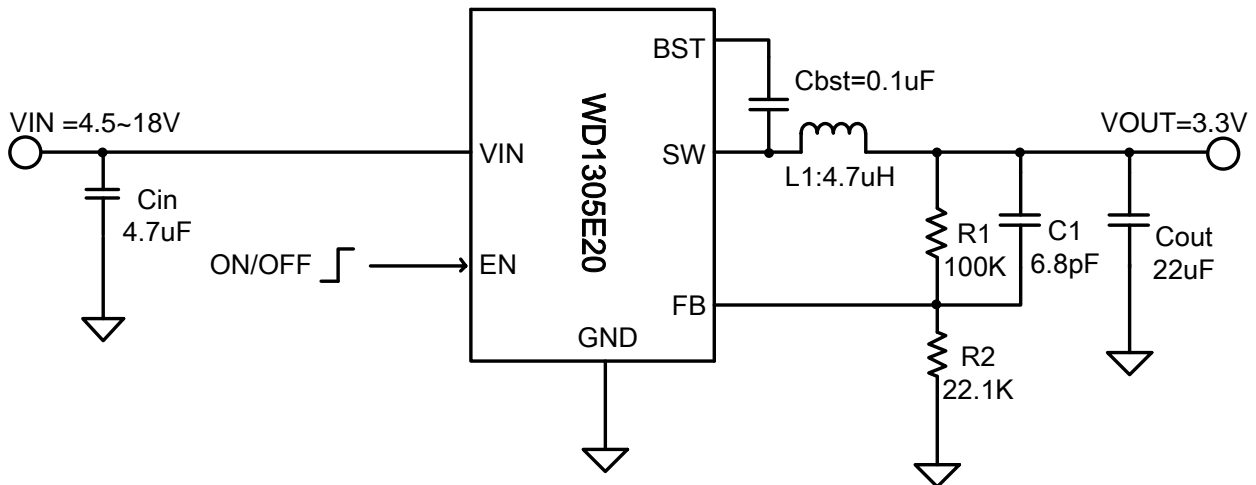 BST
Cbst=0.1uF
VIN =4.5~18V
VOUT=3.3V
WD1305E20
VIN
SW
L1:4.7uH
Cin
4.7uF
R1
100K
C1
6.8pF
Cout
22uF
ON/OFF
EN
FB
GND
R2
22.1K